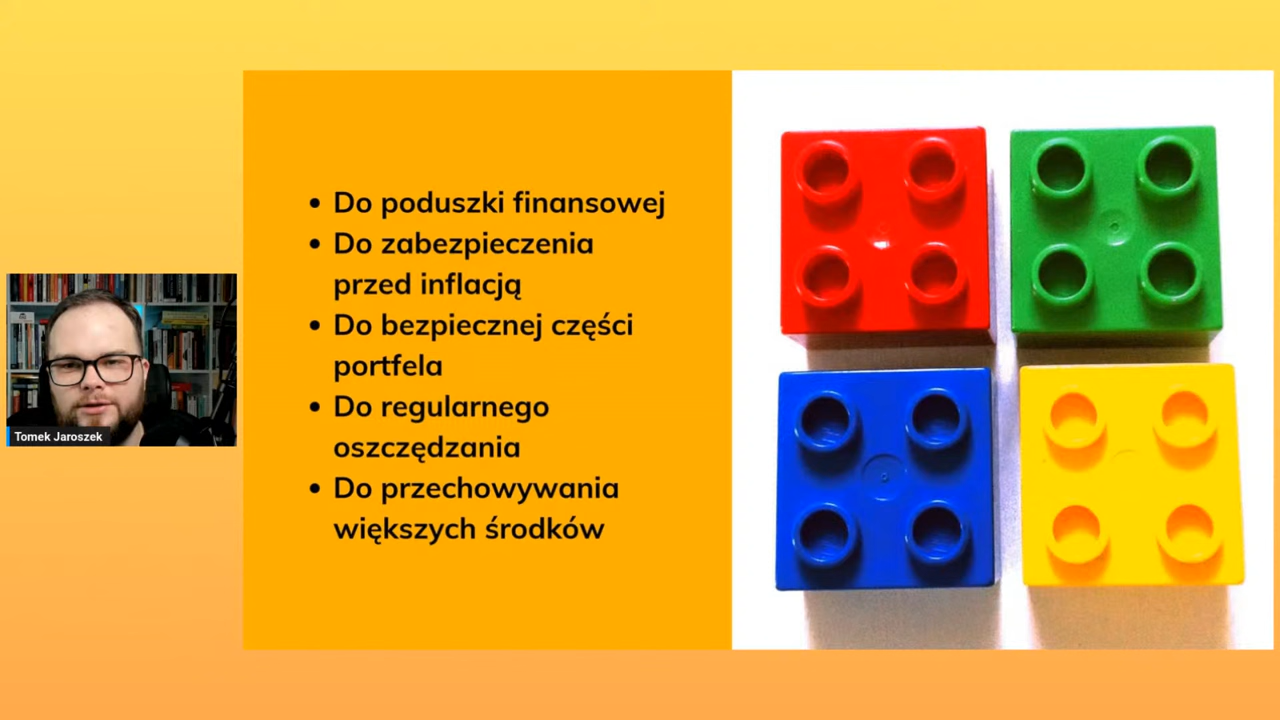 • Do poduszki finansowej
• Do zabezpieczenia
przed inflacją
• Do bezpiecznej części
portfela
• Do regularnego
oszczędzania
• Do przechowywania
większych środków
Tomek Jaroszek